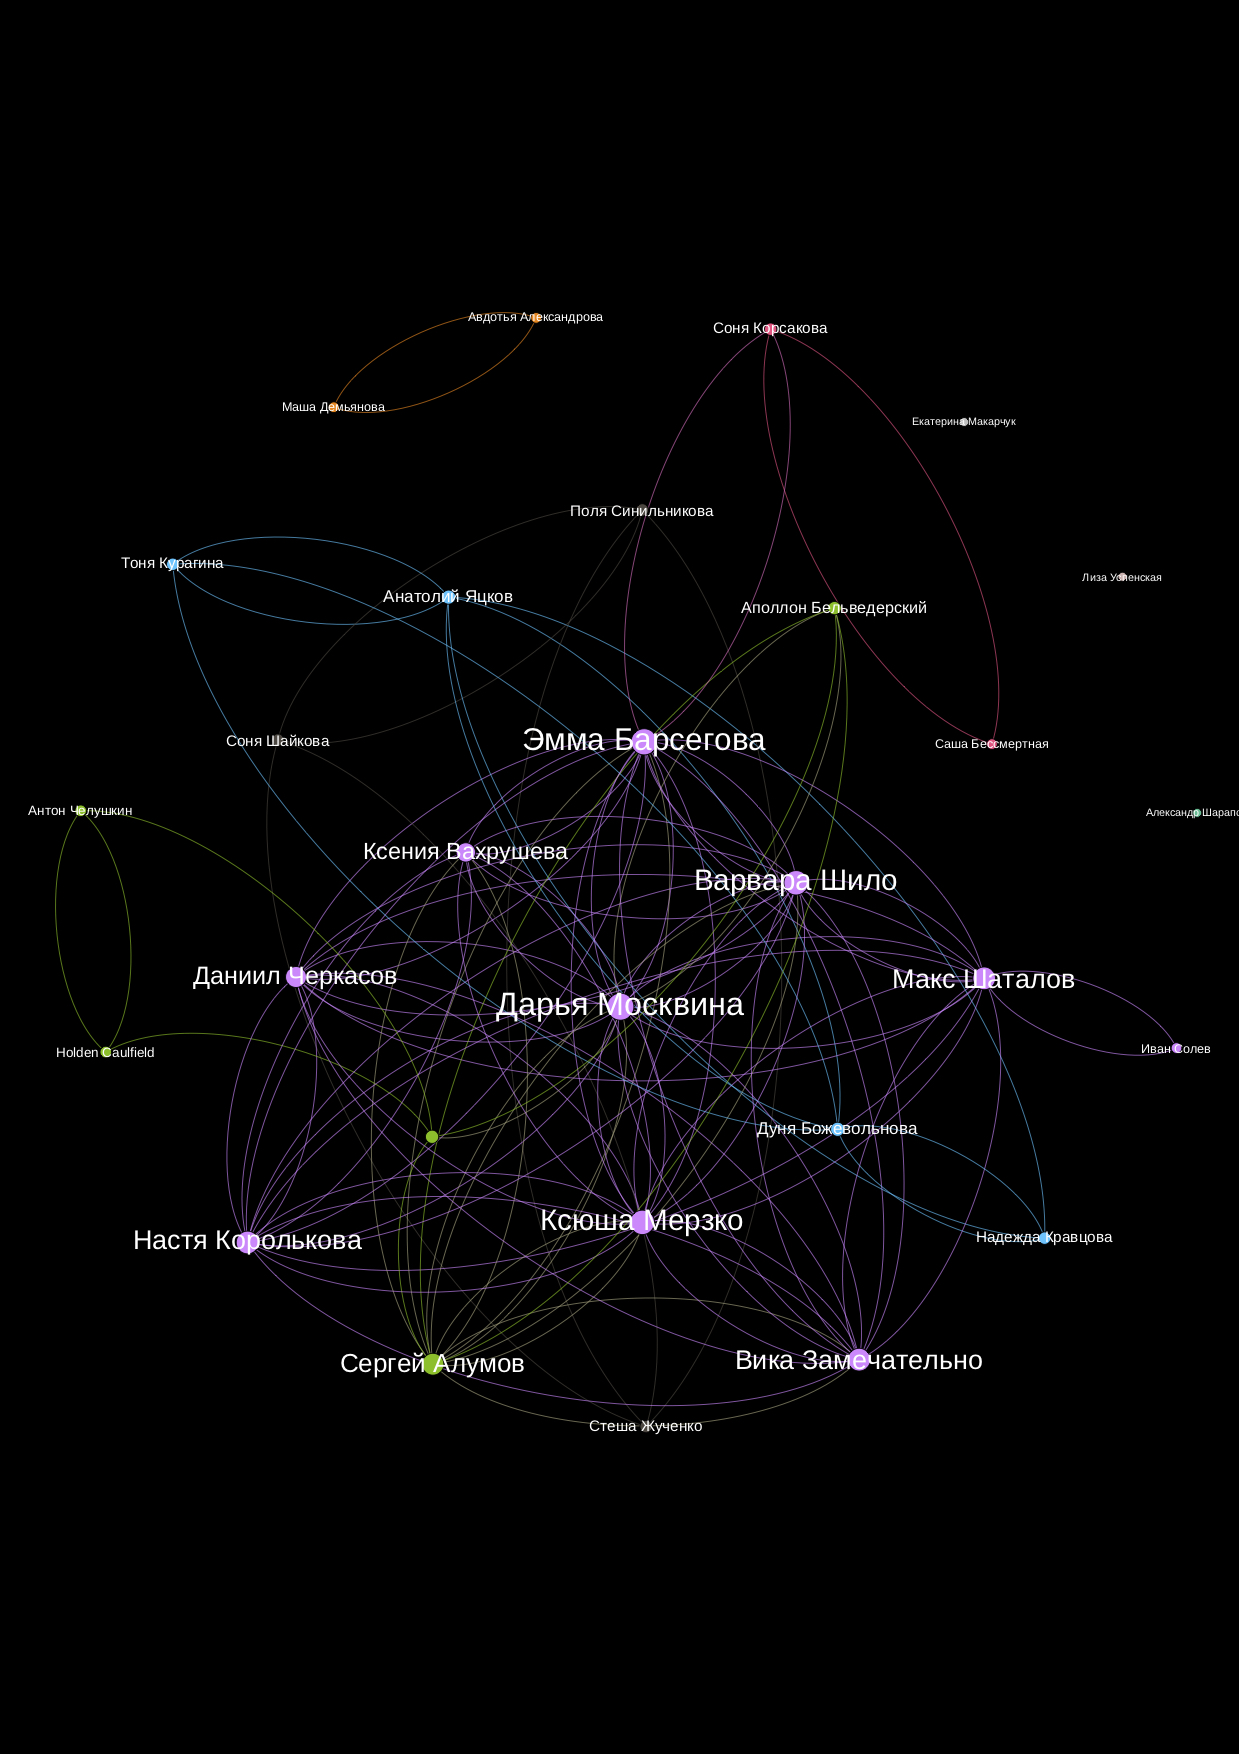 Авдотья Александрова
Соня Корсакова
Маша Демьянова
Екатерина Макарчук
Поля Синильникова
Тоня Курагина
Лиза Успенская
Анатолий Яцков
Аполлон Бельведерский
Соня Шайкова
Эмма Барсегова
Саша Бессмертная
Антон Челушкин
Александр Шарапо
Ксения Вахрушева
Варвара Шило
Даниил Черкасов
Макс Шаталов
Дарья Москвина
Holden Caulfield
Иван Солев
Дуня Божевольнова
Ксюша Мерзко
Настя Королькова
Надежда Кравцова
Сергей Алумов
Вика Замечательно
Стеша Жученко